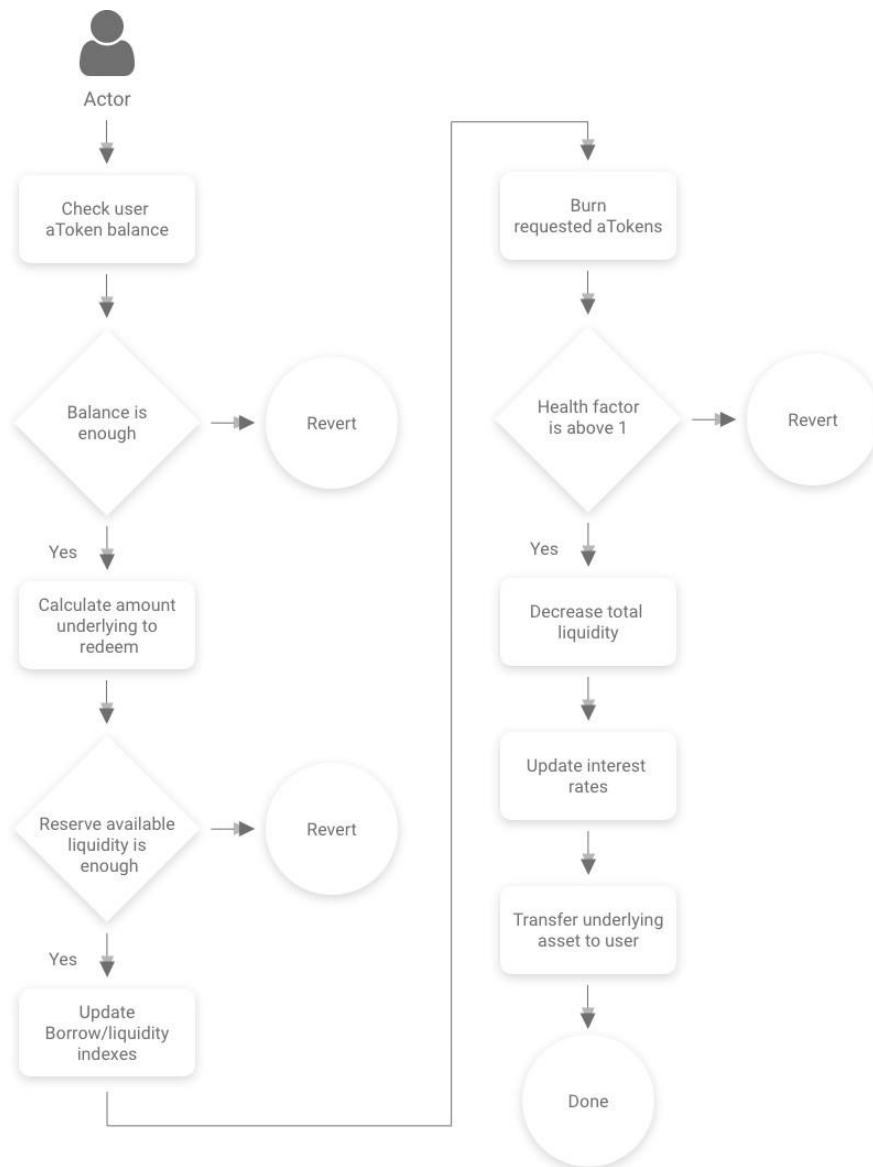 Actor
Check user
aToken balance
Balance is
enough
Revert
Yes
Calculate amount
underlying to
redeem
Reserve available
liquidity is
enough
Revert
Yes
Update
Borrow/liquidity
indexes
Burn
requested aTokens
Health factor
is above 1
Revert
Yes
Decrease total
liquidity
Update interest
rates
Transfer underlying
asset to user
Done